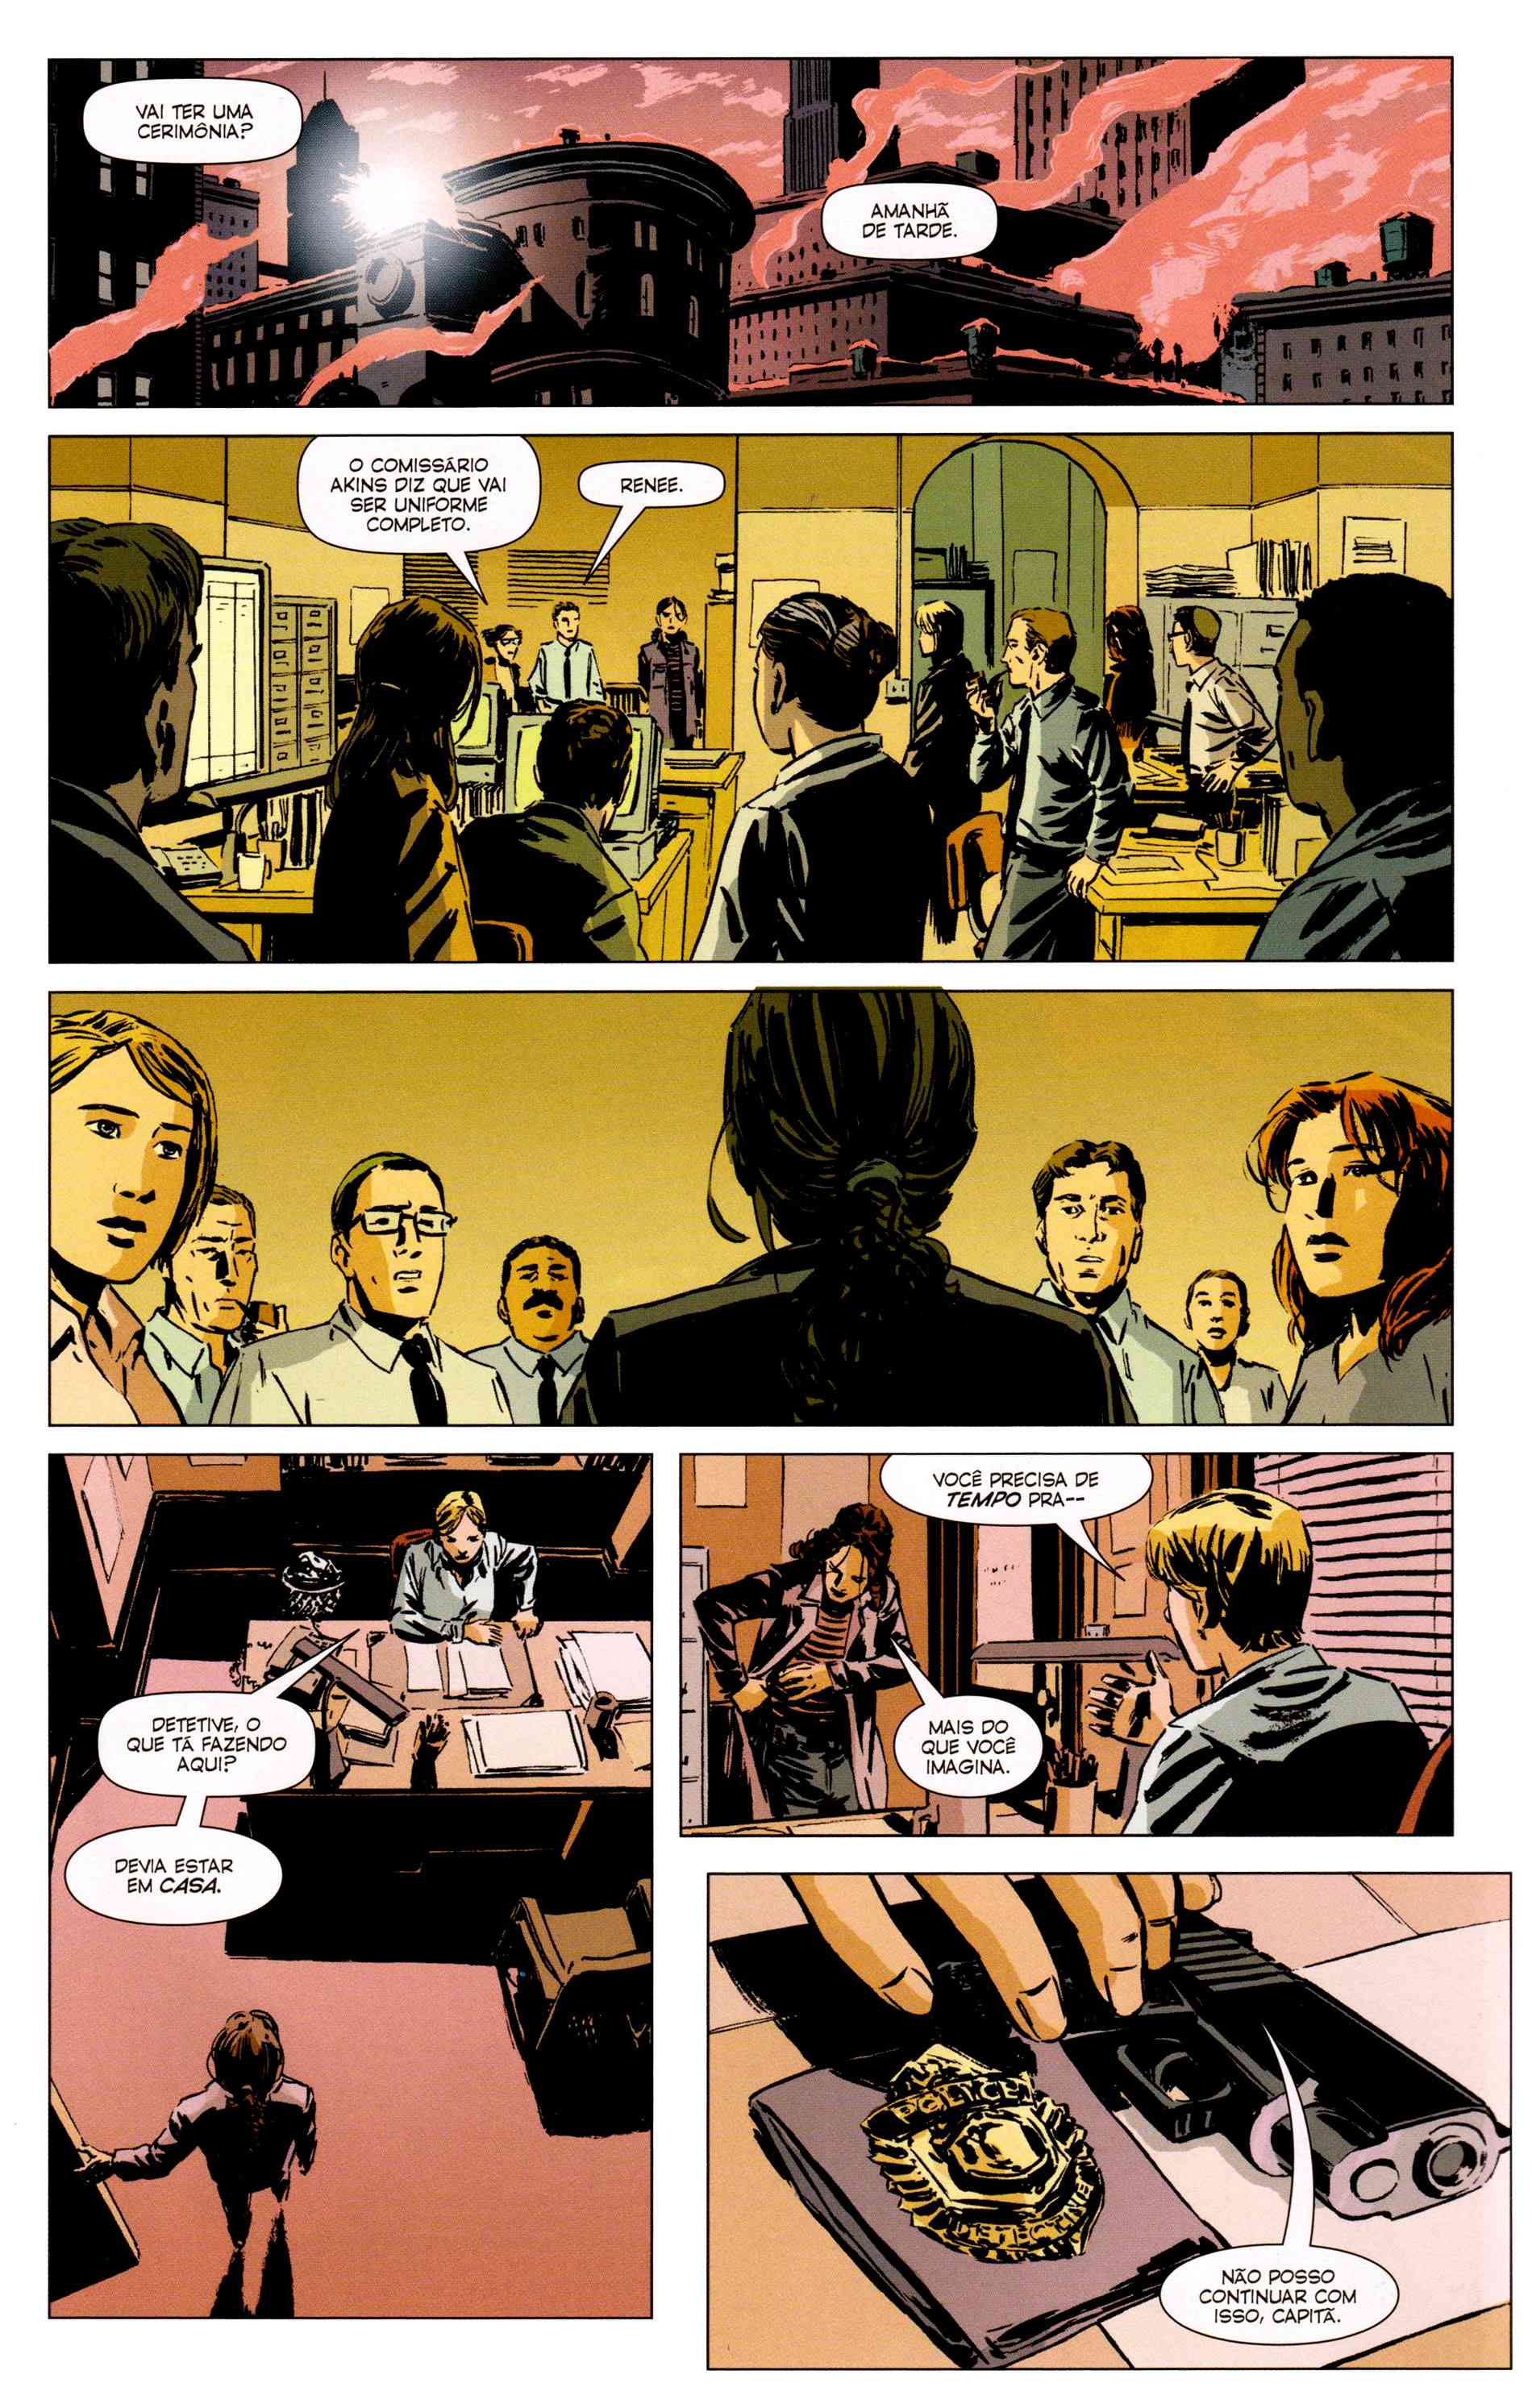 VAI TER UMA
CERIMÔNIA?
AMANHÃ
DE TARDE.
O COMISSÁRIO
AKINS DIZ QUE VAI
SER UNIFORME
COMPLETO.
RENEE.
DETETIVE, O
QUE TÁ FAZENDO
AQUI?
DEVIA ESTAR
EM CASA.
VOCÊ PRECISA DE
TEMPO PRA--
MAIS DO
QUE VOCÊ
IMAGINA.
POLICE
DETECTIVE
NÃO POSSO
CONTINUAR COM
ISSO, CAPITÃ.